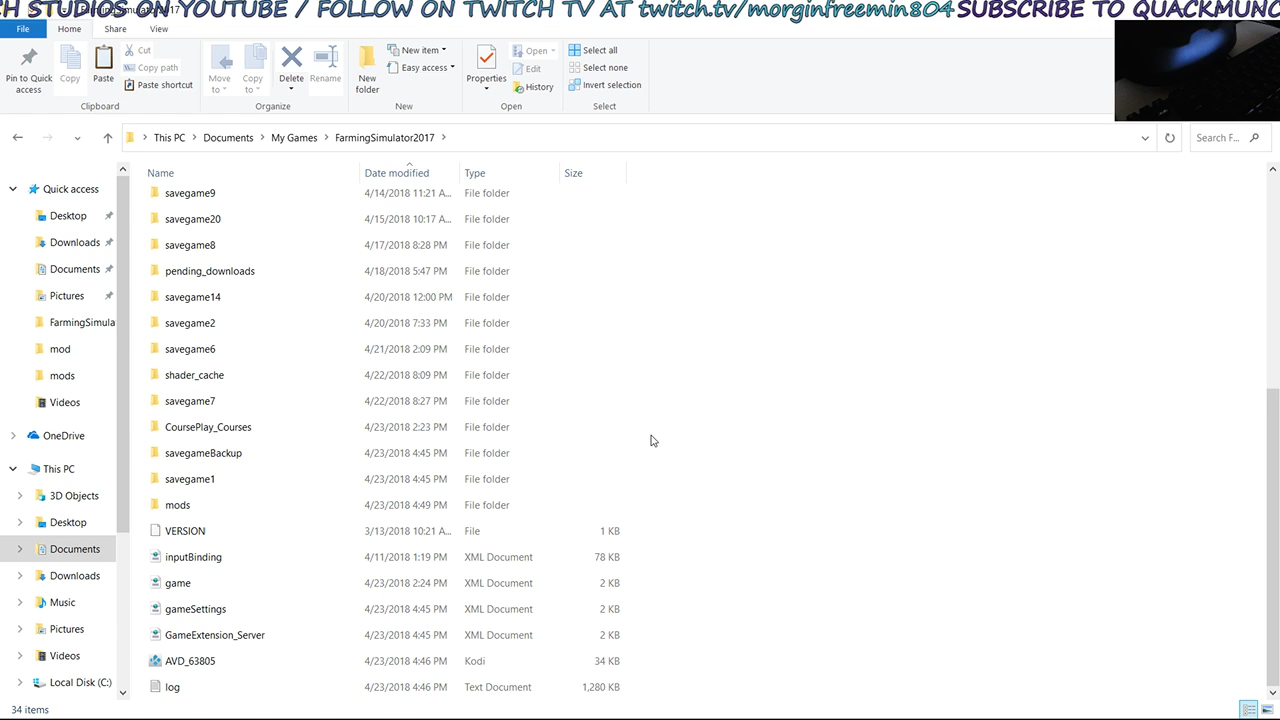 CH STUDIOS ON YOUTUBE / FOLLOW ON TWITCH TV AT twitch.tv/morginfreemin804 SUBSCRIBE TO QUACKMUNC
File Home Share View
Pin to Quick access
Copy
Paste
Cut
Copy path
Paste shortcut
Move to
Copy to
Delete
Rename
New folder
New item
Easy access
Properties
Open
Edit
History
Select all
Select none
Invert selection
Clipboard Organize New Open Select
This PC Documents My Games FarmingSimulator2017 Search F...
Name Date modified Type Size
savegame9 4/14/2018 11:21 A... File folder
savegame20 4/15/2018 10:17 A... File folder
savegame8 4/17/2018 8:28 PM File folder
pending_downloads 4/18/2018 5:47 PM File folder
savegame14 4/20/2018 12:00 PM File folder
savegame2 4/20/2018 7:33 PM File folder
savegame6 4/21/2018 2:09 PM File folder
shader_cache 4/22/2018 8:09 PM File folder
savegame7 4/22/2018 8:27 PM File folder
CoursePlay_Courses 4/23/2018 2:23 PM File folder
savegameBackup 4/23/2018 4:45 PM File folder
savegame1 4/23/2018 4:45 PM File folder
mods 4/23/2018 4:49 PM File folder
VERSION 3/13/2018 10:21 A... File 1 KB
inputBinding 4/11/2018 1:19 PM XML Document 78 KB
game 4/23/2018 2:24 PM XML Document 2 KB
gameSettings 4/23/2018 4:45 PM XML Document 2 KB
GameExtension_Server 4/23/2018 4:45 PM XML Document 2 KB
AVD_63805 4/23/2018 4:46 PM Kodi 34 KB
log 4/23/2018 4:46 PM Text Document 1,280 KB
Quick access
Desktop
Downloads
Documents
Pictures
FarmingSimula
mod
mods
Videos
OneDrive
This PC
3D Objects
Desktop
Documents
Downloads
Music
Pictures
Videos
Local Disk (C:)
34 items